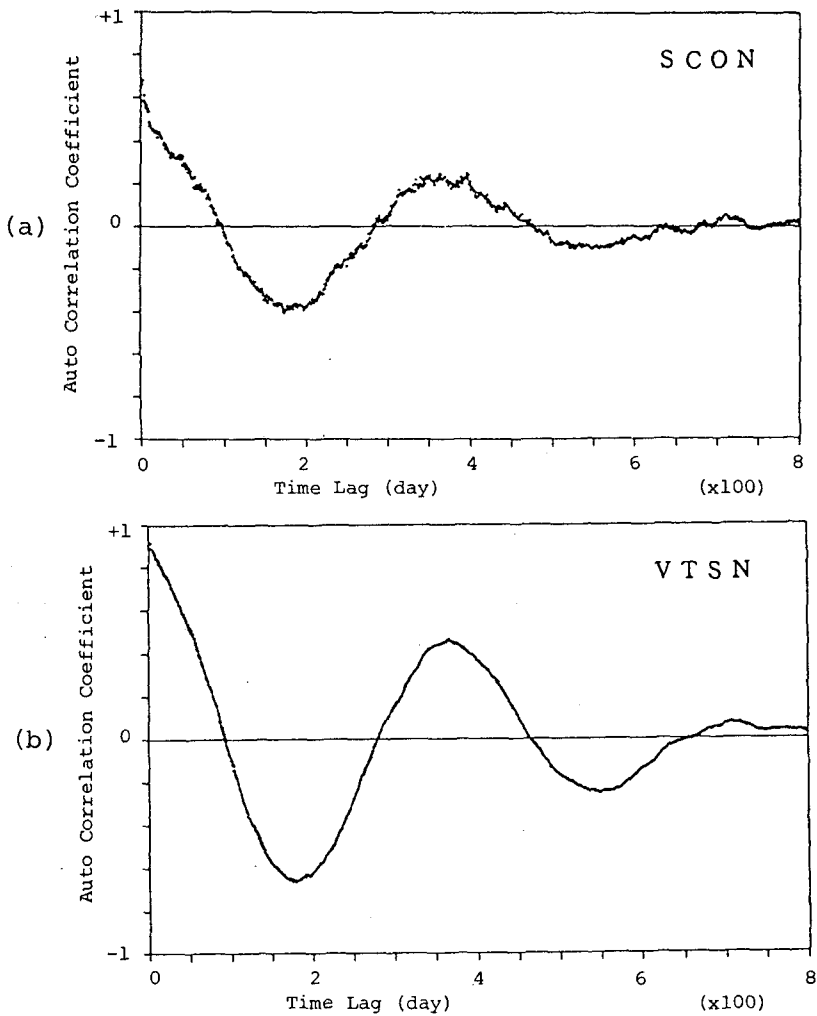 +1
S C O N
Auto Correlation Coefficient
(a)
0
-1
0 2 4 6 8
Time Lag (day) (x100)
+1
V T S N
Auto Correlation Coefficient
(b)
0
-1
0 2 4 6 8
Time Lag (day) (x100)